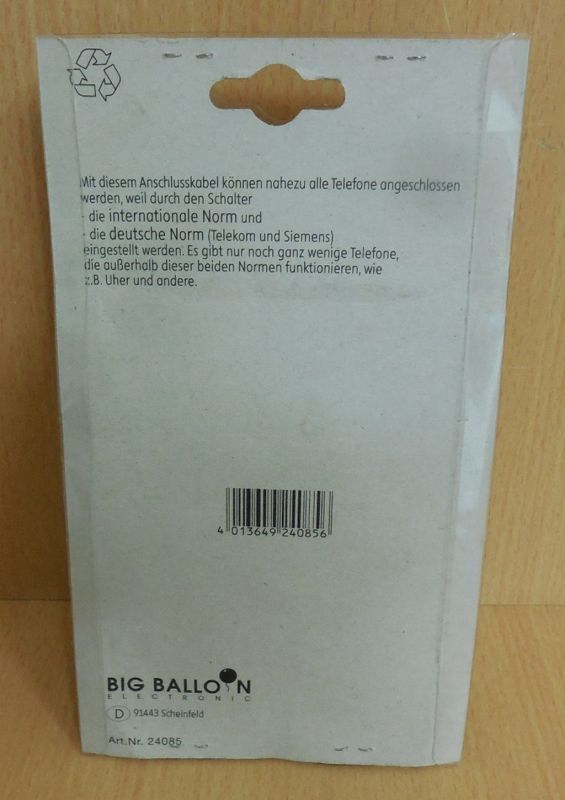 Mit diesem Anschlusskabel können nahezu alle Telefone angeschlossen
werden, weil durch den Schalter
- die internationale Norm und
- die deutsche Norm (Telekom und Siemens)
eingestellt werden. Es gibt nur noch ganz wenige Telefone,
die außerhalb dieser beiden Normen funktionieren, wie
z.B. Uher und andere.
4 013649 240856
BIG BALLOON
ELECTRONIC
D 91443 Scheinfeld
Art.Nr. 24085